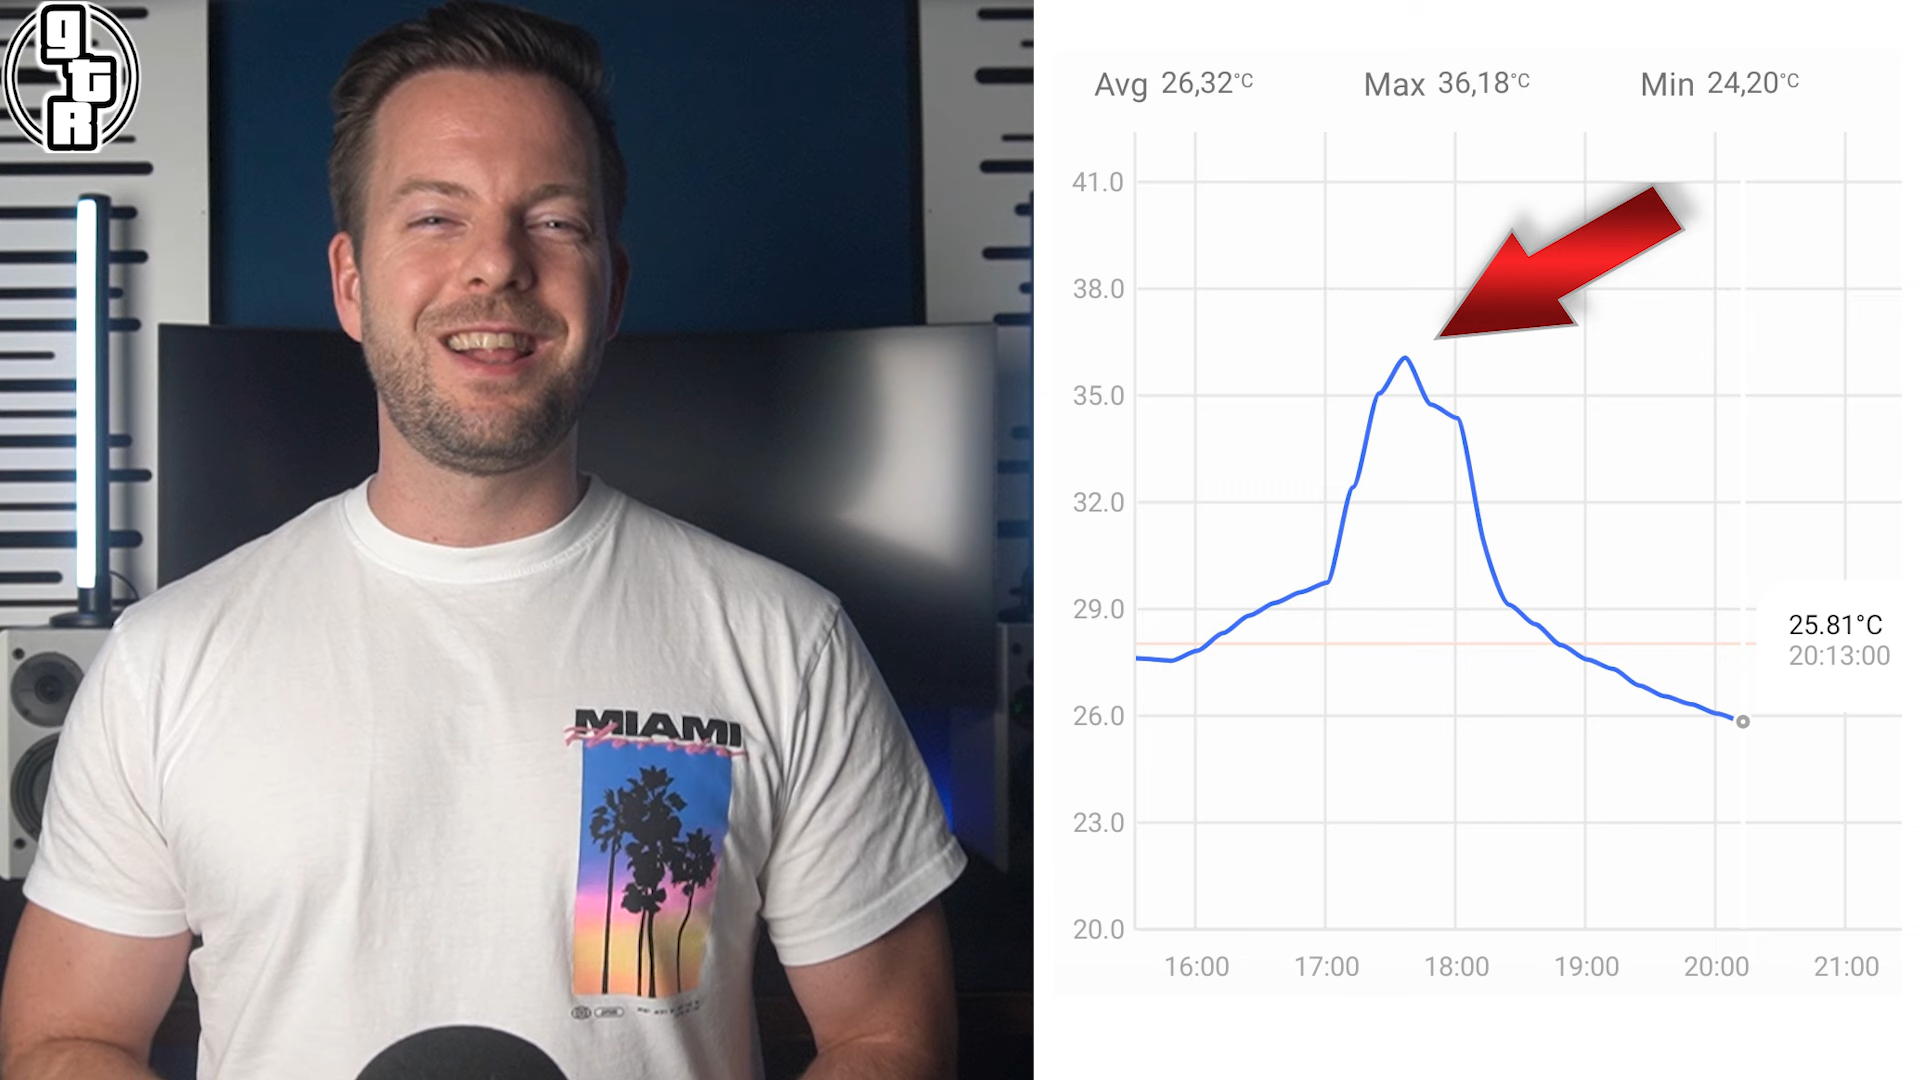 gtR
MIAMI
Florida
Avg 26,32°C
Max 36,18°C
Min 24,20°C
41.0
38.0
35.0
32.0
29.0
26.0
23.0
20.0
25.81°C
20:13:00
16:00 17:00 18:00 19:00 20:00 21:00